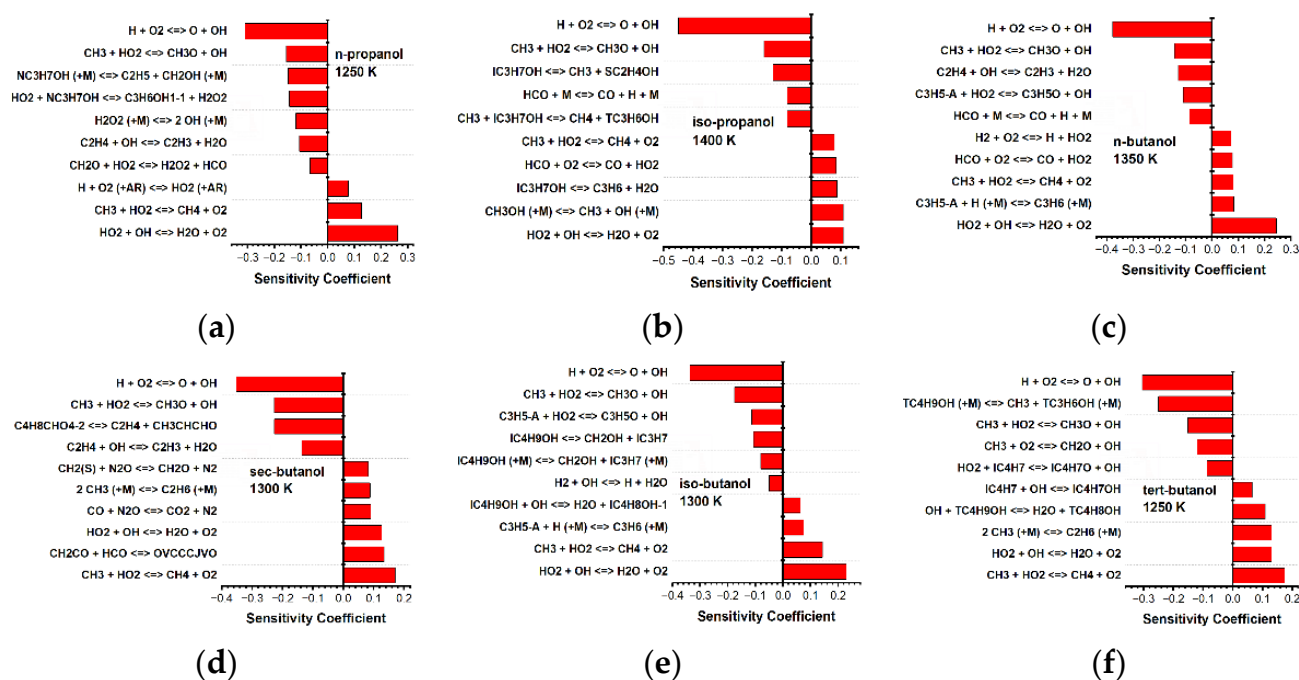 H + O2 <=> O + OH
CH3 + HO2 <=> CH3O + OH
NC3H7OH (+M) <=> C2H5 + CH2OH (+M)
HO2 + NC3H7OH <=> C3H6OH1-1 + H2O2
H2O2 (+M) <=> 2 OH (+M)
C2H4 + OH <=> C2H3 + H2O
CH2O + HO2 <=> H2O2 + HCO
H + O2 (+AR) <=> HO2 (+AR)
CH3 + HO2 <=> CH4 + O2
HO2 + OH <=> H2O + O2
n-propanol
1250 K
−0.3 −0.2 −0.1 0.0 0.1 0.2 0.3
Sensitivity Coefficient
(a)
H + O2 <=> O + OH
CH3 + HO2 <=> CH3O + OH
IC3H7OH <=> CH3 + SC2H4OH
HCO + M <=> CO + H + M
CH3 + IC3H7OH <=> CH4 + TC3H6OH
CH3 + HO2 <=> CH4 + O2
HCO + O2 <=> CO + HO2
IC3H7OH <=> C3H6 + H2O
CH3OH (+M) <=> CH3 + OH (+M)
HO2 + OH <=> H2O + O2
iso-propanol
1400 K
−0.5 −0.4 −0.3 −0.2 −0.1 0.0 0.1
Sensitivity Coefficient
(b)
H + O2 <=> O + OH
CH3 + HO2 <=> CH3O + OH
C2H4 + OH <=> C2H3 + H2O
C3H5-A + HO2 <=> C3H5O + OH
HCO + M <=> CO + H + M
H2 + O2 <=> H + HO2
HCO + O2 <=> CO + HO2
CH3 + HO2 <=> CH4 + O2
C3H5-A + H (+M) <=> C3H6 (+M)
HO2 + OH <=> H2O + O2
n-butanol
1350 K
−0.4 −0.3 −0.2 −0.1 0.0 0.1 0.2 0.3
Sensitivity Coefficient
(c)
H + O2 <=> O + OH
CH3 + HO2 <=> CH3O + OH
C4H8CHO4-2 <=> C2H4 + CH3CHCHO
C2H4 + OH <=> C2H3 + H2O
CH2(S) + N2O <=> CH2O + N2
2 CH3 (+M) <=> C2H6 (+M)
CO + N2O <=> CO2 + N2
HO2 + OH <=> H2O + O2
CH2CO + HCO <=> OVCCCJVO
CH3 + HO2 <=> CH4 + O2
sec-butanol
1300 K
−0.4 −0.3 −0.2 −0.1 0.0 0.1 0.2
Sensitivity Coefficient
(d)
H + O2 <=> O + OH
CH3 + HO2 <=> CH3O + OH
C3H5-A + HO2 <=> C3H5O + OH
IC4H9OH <=> CH2OH + IC3H7
IC4H9OH (+M) <=> CH2OH + IC3H7 (+M)
H2 + OH <=> H + H2O
IC4H9OH + OH <=> H2O + IC4H8OH-1
C3H5-A + H (+M) <=> C3H6 (+M)
CH3 + HO2 <=> CH4 + O2
HO2 + OH <=> H2O + O2
iso-butanol
1300 K
−0.4 −0.3 −0.2 −0.1 0.0 0.1 0.2
Sensitivity Coefficient
(e)
H + O2 <=> O + OH
TC4H9OH (+M) <=> CH3 + TC3H6OH (+M)
CH3 + HO2 <=> CH3O + OH
CH3 + O2 <=> CH2O + OH
HO2 + IC4H7 <=> IC4H7O + OH
IC4H7 + OH <=> IC4H7OH
OH + TC4H9OH <=> H2O + TC4H8OH
2 CH3 (+M) <=> C2H6 (+M)
HO2 + OH <=> H2O + O2
CH3 + HO2 <=> CH4 + O2
tert-butanol
1250 K
−0.3 −0.2 −0.1 0.0 0.1 0.2
Sensitivity Coefficient
(f)